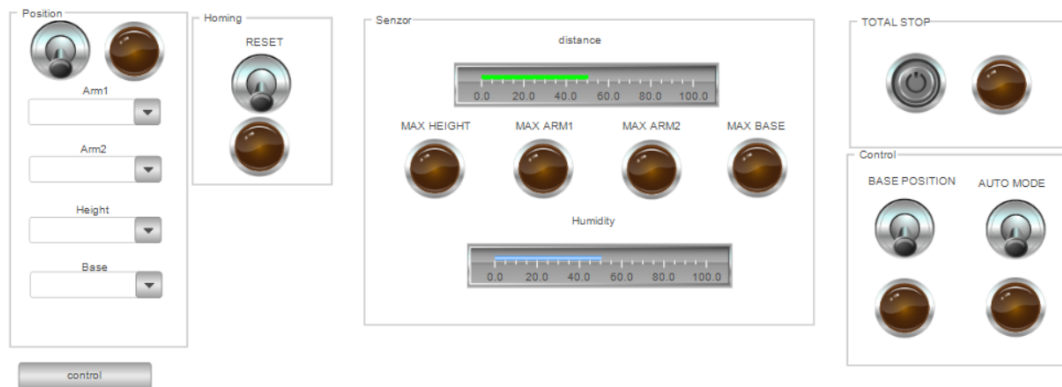 Position
Arm1
Arm2
Height
Base
control
Homing
RESET
Senzor
distance
0.0 20.0 40.0 60.0 80.0 100.0
MAX HEIGHT MAX ARM1 MAX ARM2 MAX BASE
Humidity
0.0 20.0 40.0 60.0 80.0 100.0
TOTAL STOP
Control
BASE POSITION AUTO MODE